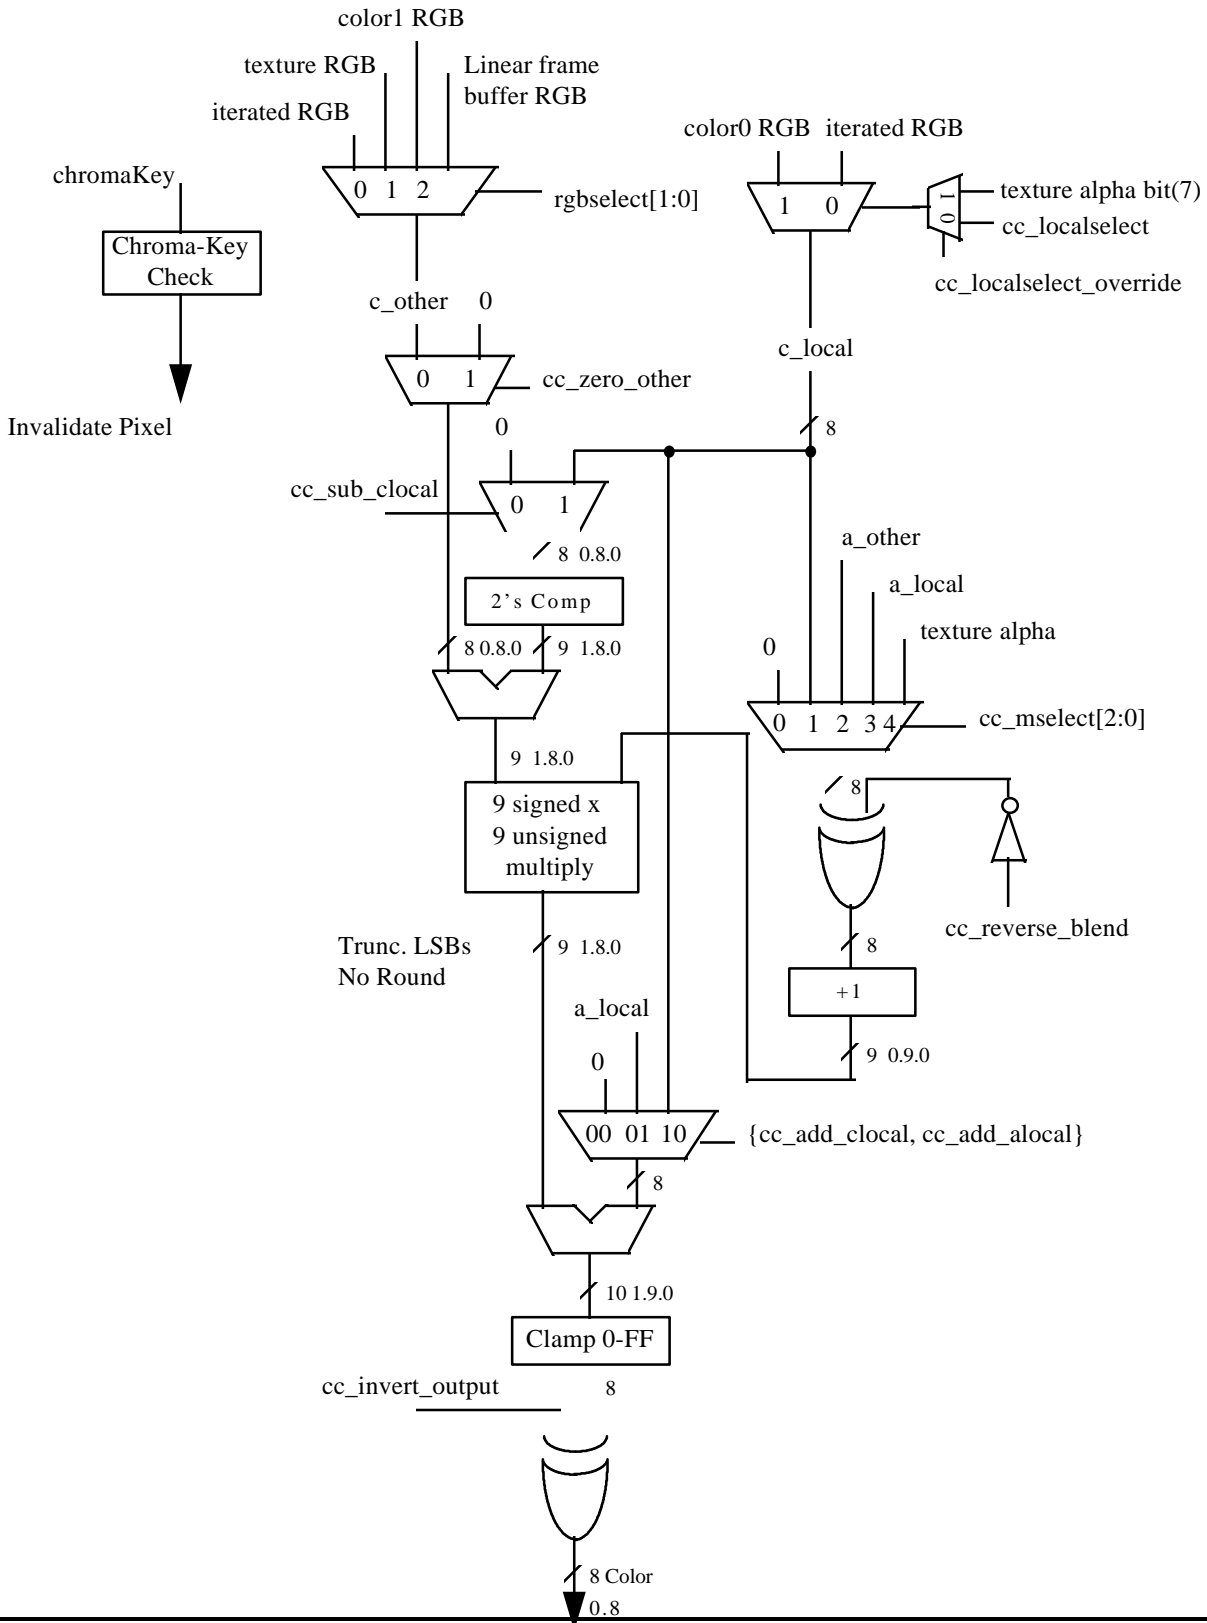 color1 RGB
texture RGB
Linear frame
buffer RGB
iterated RGB
color0 RGB iterated RGB
chromaKey
0 1 2
rgbselect[1:0]
1 0
1 0
texture alpha bit(7)
cc_localselect
cc_localselect_override
Chroma-Key
Check
c_other 0
c_local
0 1
cc_zero_other
Invalidate Pixel
0
8
cc_sub_clocal
0 1
8 0.8.0
a_other
a_local
2's Comp
texture alpha
8 0.8.0
9 1.8.0
0
0 1 2 3 4
cc_mselect[2:0]
9 1.8.0
8
9 signed x
9 unsigned
multiply
cc_reverse_blend
Trunc. LSBs
No Round
9 1.8.0
8
+1
a_local
9 0.9.0
0
00 01 10
{cc_add_clocal, cc_add_alocal}
8
10 1.9.0
Clamp 0-FF
cc_invert_output
8
8 Color
0.8